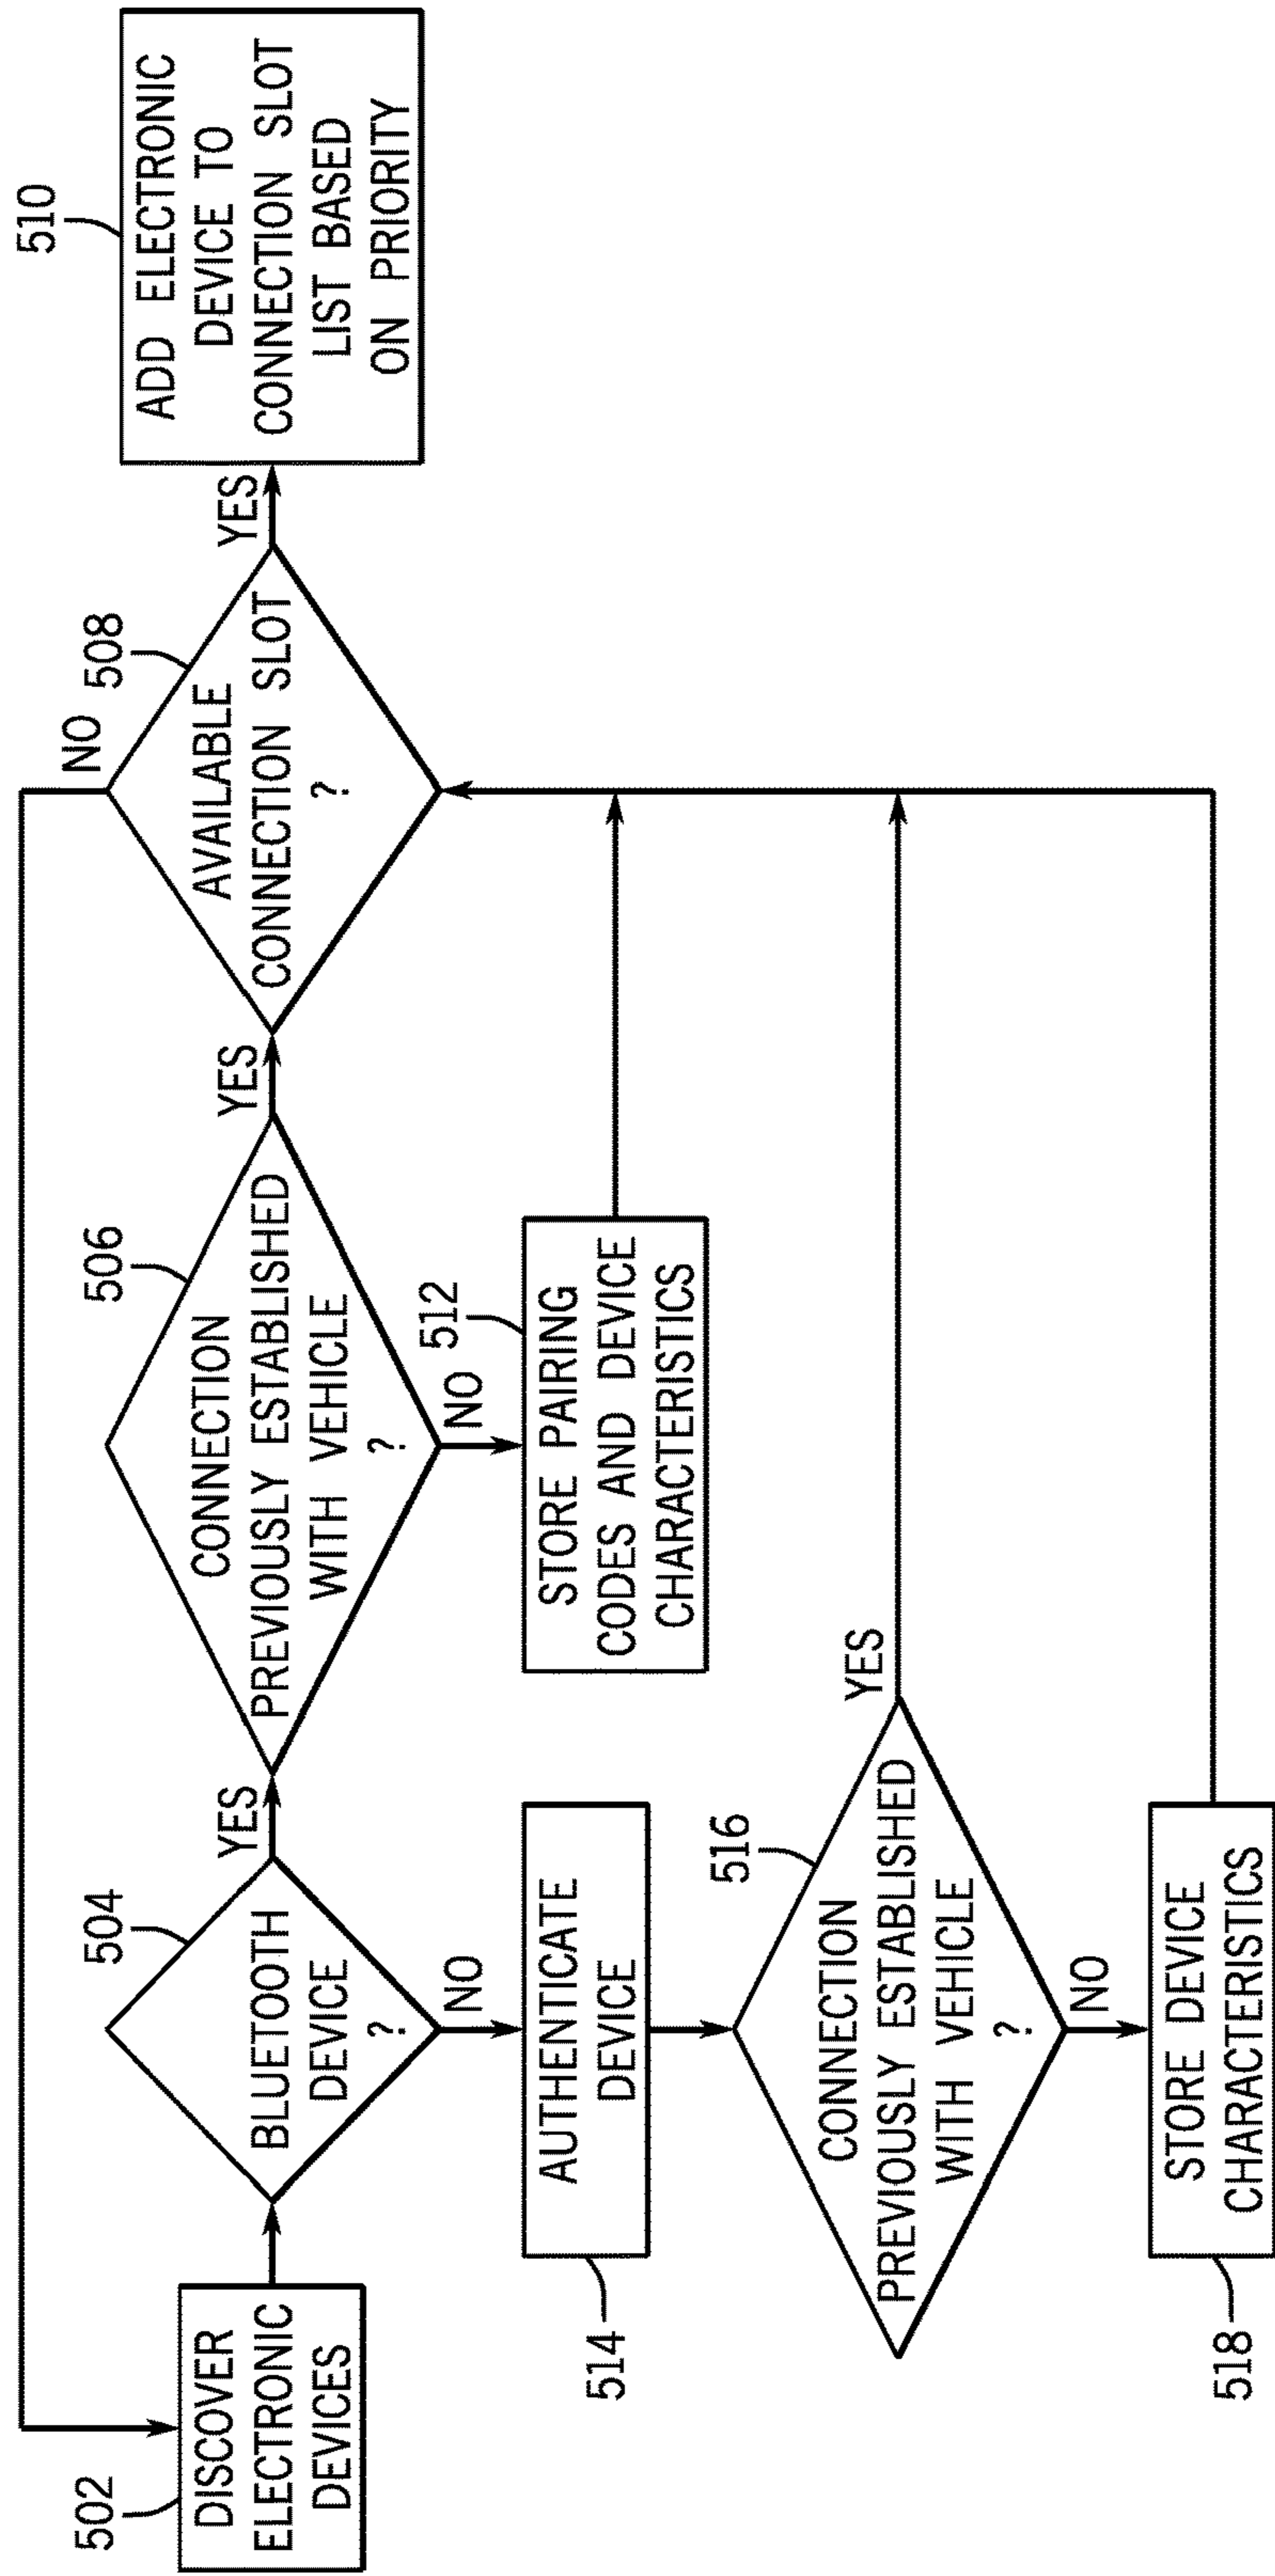 502
DISCOVER
ELECTRONIC
DEVICES
504
BLUETOOTH
DEVICE
?
YES
NO
506
CONNECTION
PREVIOUSLY ESTABLISHED
WITH VEHICLE
?
YES
NO
508
AVAILABLE
CONNECTION SLOT
?
NO
YES
510
ADD ELECTRONIC
DEVICE TO
CONNECTION SLOT
LIST BASED
ON PRIORITY
512
STORE PAIRING
CODES AND DEVICE
CHARACTERISTICS
514
AUTHENTICATE
DEVICE
516
CONNECTION
PREVIOUSLY ESTABLISHED
WITH VEHICLE
?
YES
NO
518
STORE DEVICE
CHARACTERISTICS